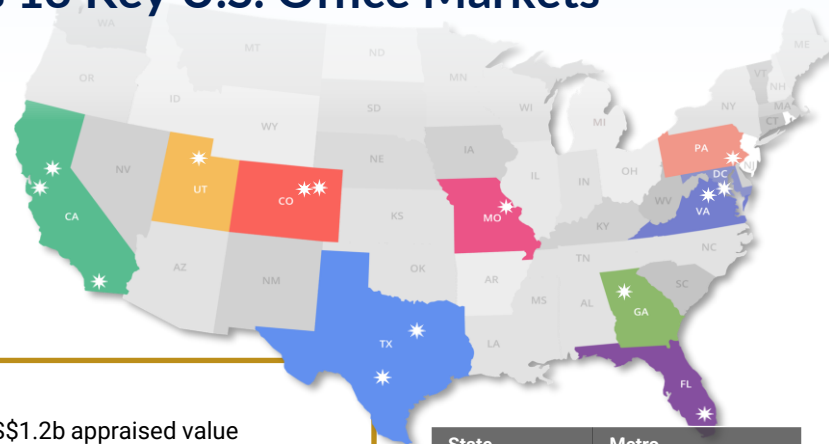 10 Key U.S. Office Markets
WA
MT
ND
ME
OR
MN
VT
NH
ID
SD
WI
NY
MA
WY
MI
CT
IA
PA
NE
NJ
NV
OH
UT
IL
IN
DC
CO
WV
CA
MO
VA
KS
KY
NC
TN
AZ
OK
NM
AR
SC
MS
AL
GA
TX
LA
FL
S$1.2b appraised value
State Metro